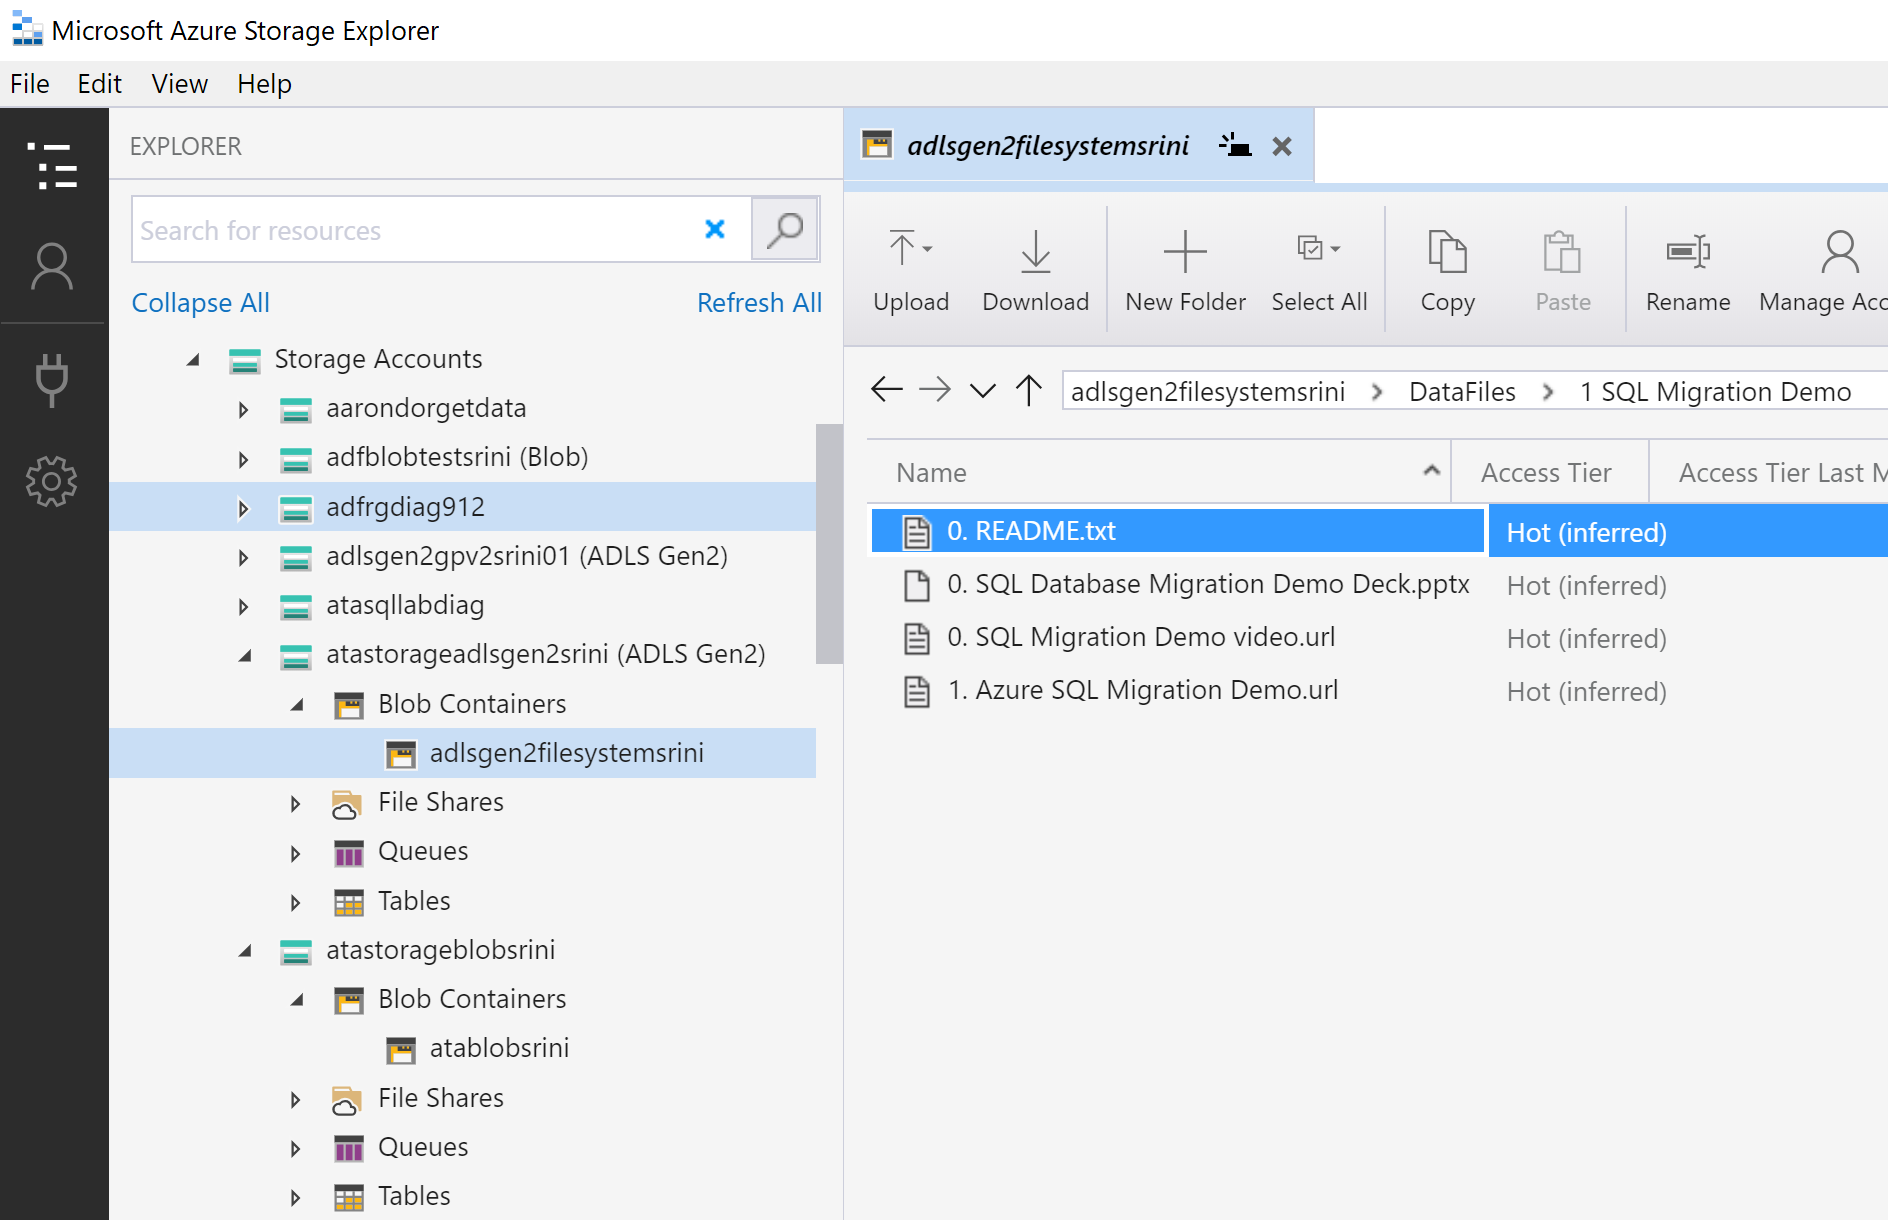 Microsoft Azure Storage Explorer
File Edit View Help
EXPLORER
Search for resources
Collapse All Refresh All
Storage Accounts
aarondorgetdata
adfblobtestsrini (Blob)
adfrgdiag912
adlsgen2gpv2srini01 (ADLS Gen2)
atasqllabdiag
atastorageadlsgen2srini (ADLS Gen2)
Blob Containers
adlsgen2filesystemsrini
File Shares
Queues
Tables
atastorageblobsrini
Blob Containers
atablobsrini
File Shares
Queues
Tables
adlsgen2filesystemsrini
Upload Download New Folder Select All Copy Paste Rename Manage Acc
adlsgen2filesystemsrini > DataFiles > 1 SQL Migration Demo
Name Access Tier Access Tier Last M
0. README.txt Hot (inferred)
0. SQL Database Migration Demo Deck.pptx Hot (inferred)
0. SQL Migration Demo video.url Hot (inferred)
1. Azure SQL Migration Demo.url Hot (inferred)